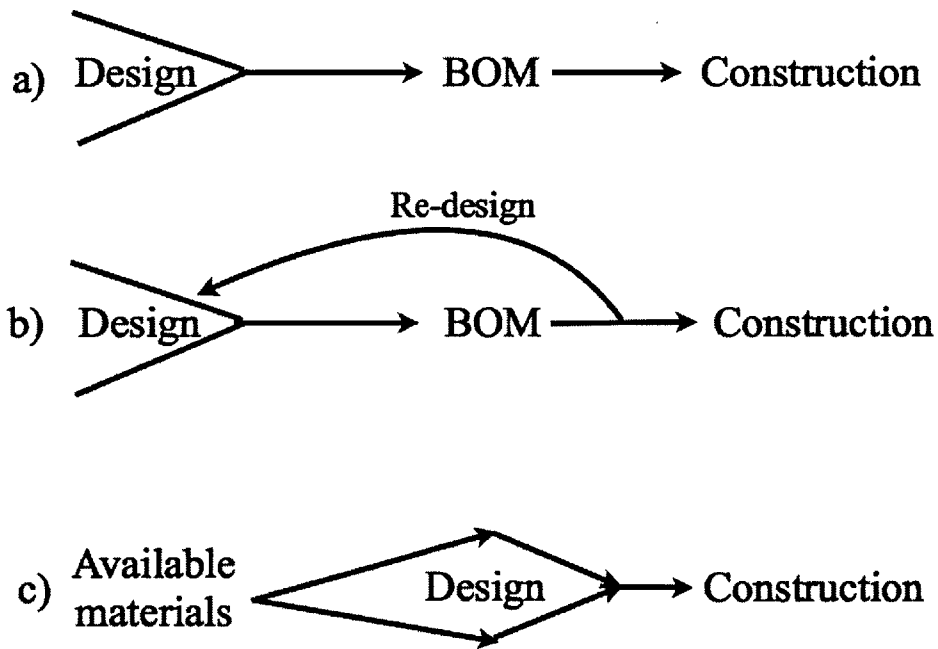 a) Design BOM Construction
Re-design
b) Design BOM Construction
c) Available materials Design Construction